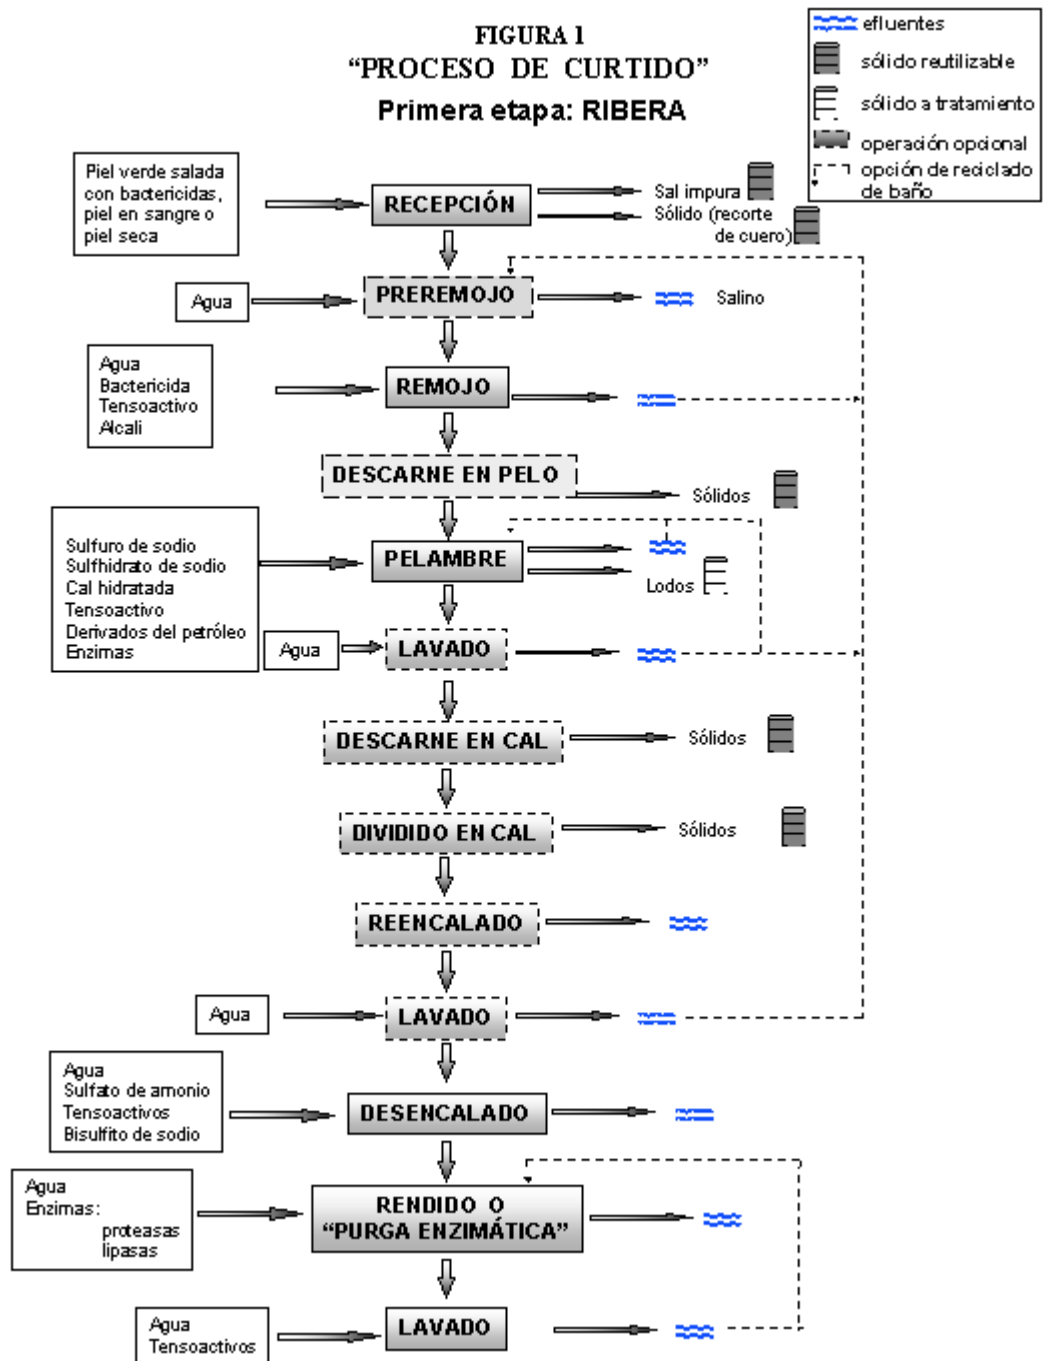 FIGURA 1
“PROCESO DE CURTIDO”
Primera etapa: RIBERA
efluentes
sólido reutilizable
sólido a tratamiento
operación opcional
opción de reciclado
de baño
Piel verde salada
con bactericidas,
piel en sangre o
piel seca
RECEPCIÓN
Sal impura
Sólido (recorte
de cuero)
Agua
PREREMOJO
Salino
Agua
Bactericida
Tensoactivo
Alcali
REMOJO
DESCARNE EN PELO
Sólidos
Sulfuro de sodio
Sulfhidrato de sodio
Cal hidratada
Tensoactivo
Derivados del petróleo
Enzimas
PELAMBRE
Lodos
Agua
LAVADO
DESCARNE EN CAL
Sólidos
DIVIDIDO EN CAL
Sólidos
REENCALADO
Agua
LAVADO
Agua
Sulfato de amonio
Tensoactivos
Bisulfito de sodio
DESENCALADO
Agua
Enzimas:
proteasas
lipasas
RENDIDO O
“PURGA ENZIMÁTICA”
Agua
Tensoactivos
LAVADO